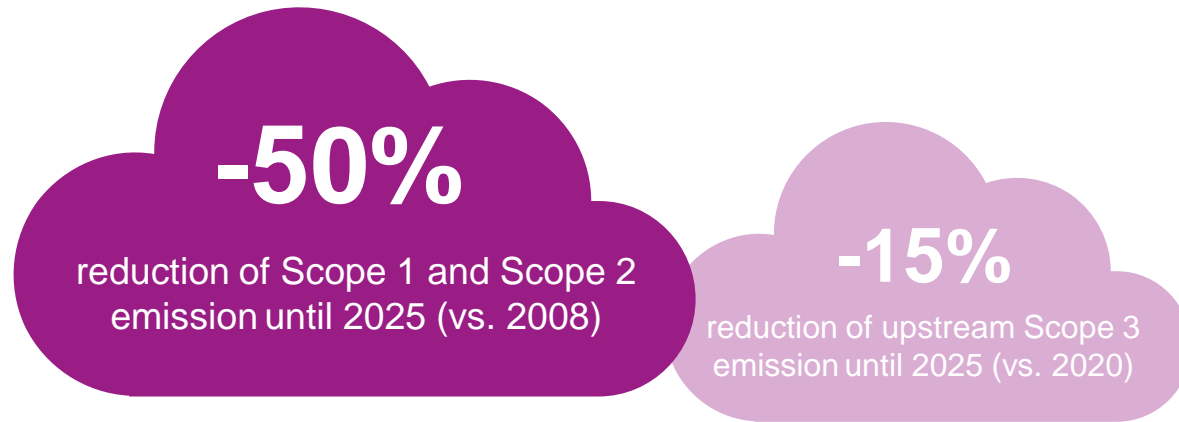 -50%
reduction of Scope 1 and Scope 2
emission until 2025 (vs. 2008)
-15%
reduction of upstream Scope 3
emission until 2025 (vs. 2020)